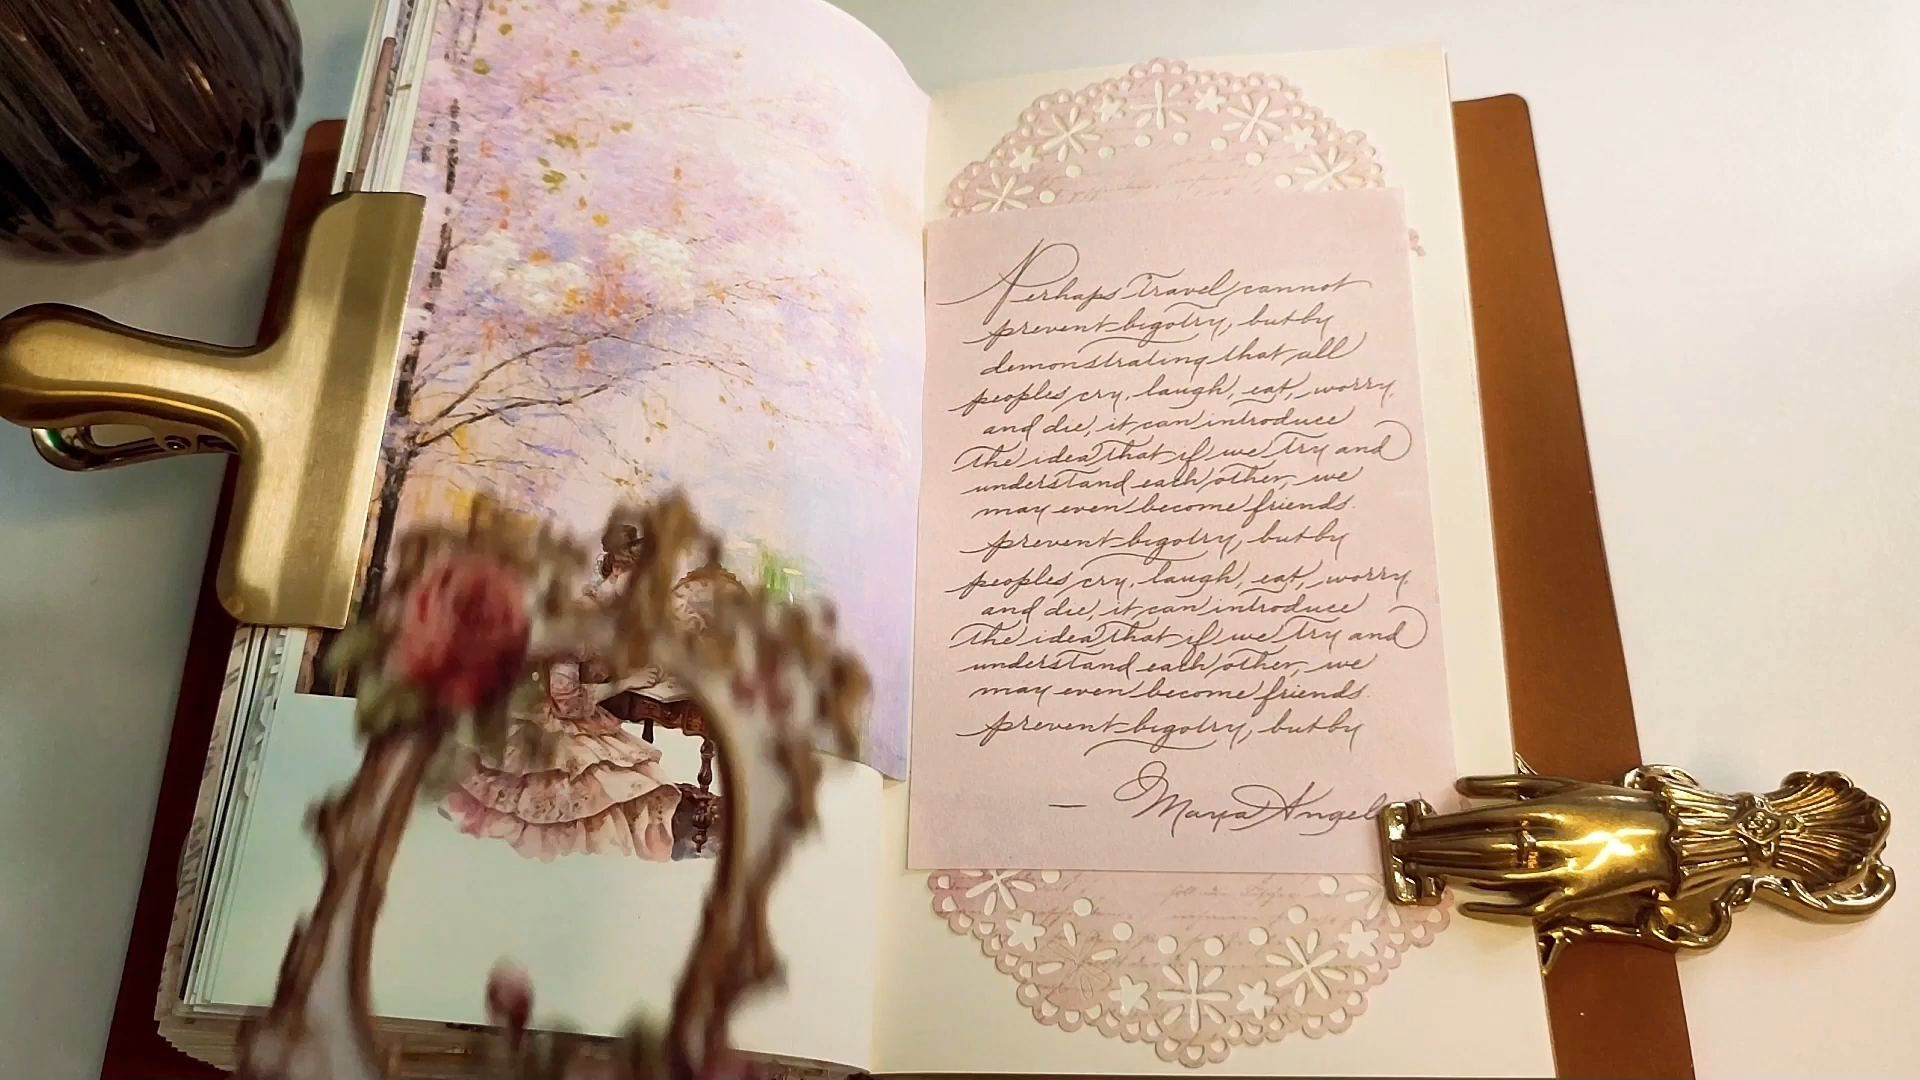 Perhaps travel cannot
prevent bigotry, but by
demonstrating that all
peoples cry, laugh, eat, worry,
and die, it can introduce
the idea that if we try and
understand each other, we
may even become friends.
prevent bigotry, but by
peoples cry, laugh, eat, worry,
and die, it can introduce
the idea that if we try and
understand each other, we
may even become friends.
prevent bigotry, but by
— Maya Angel